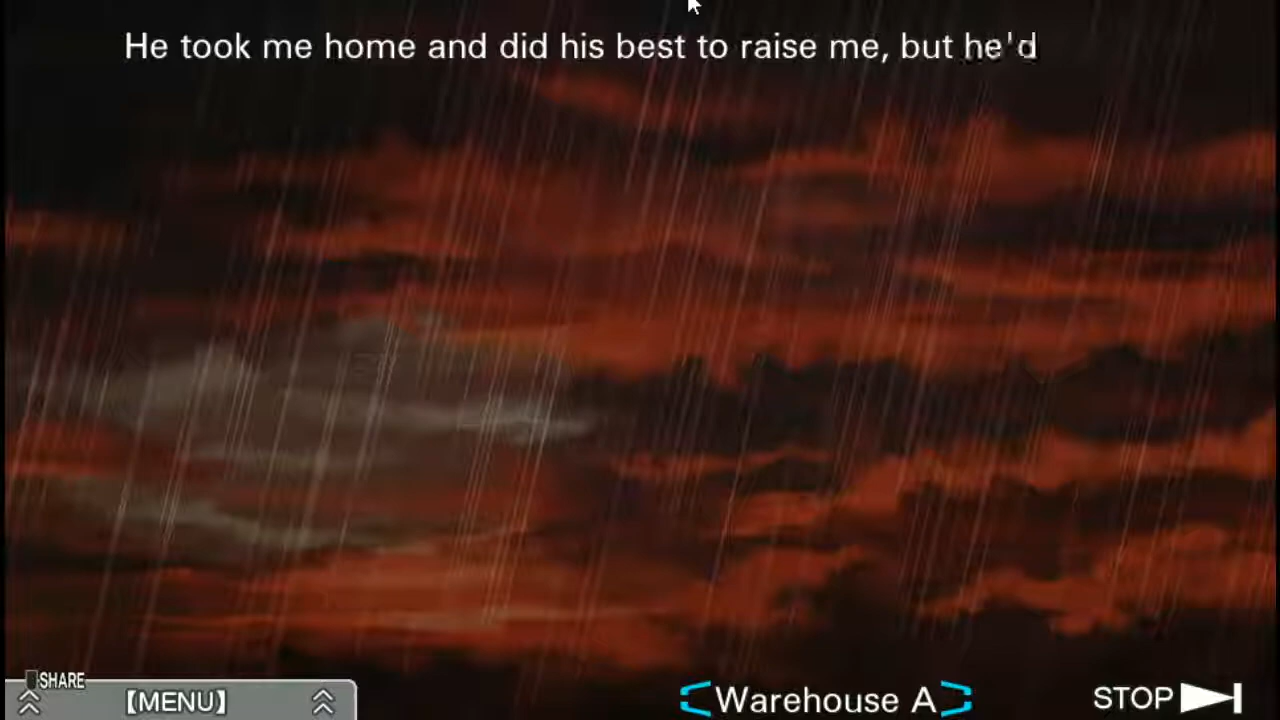 He took me home and did his best to raise me, but he'd
SHARE
【MENU】
Warehouse A
STOP